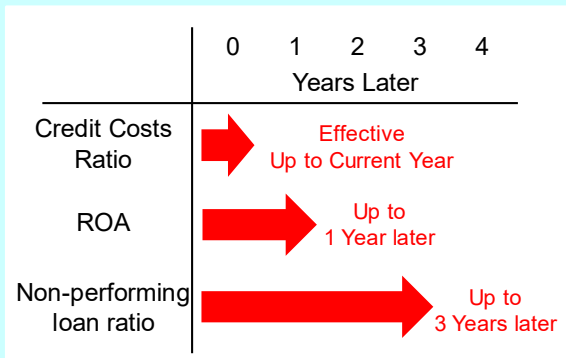 0 1 2 3 4
Years Later
Credit Costs
Ratio
Effective
Up to Current Year
ROA
Up to
1 Year later
Non-performing
loan ratio
Up to
3 Years later